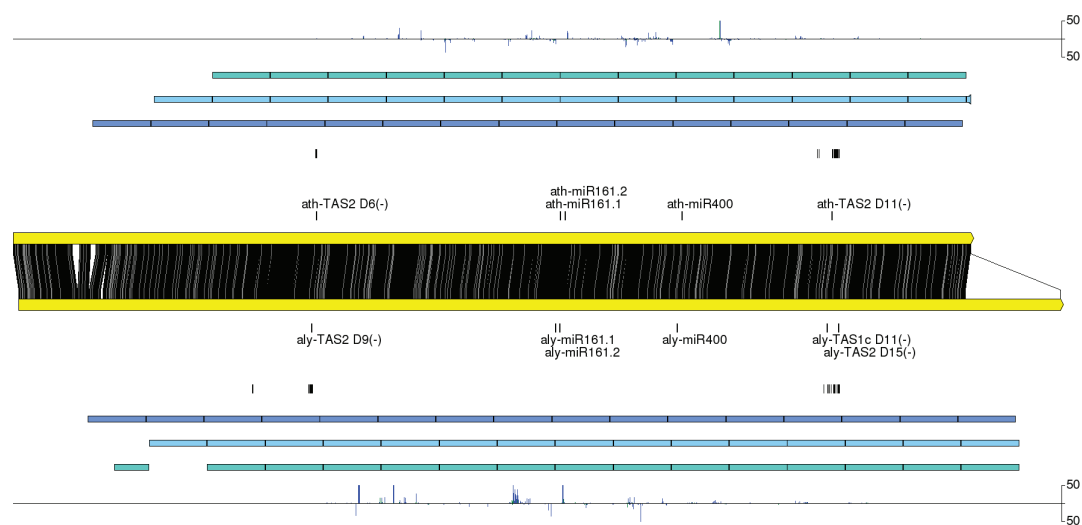 50
50
ath-miR161.2
ath-TAS2 D6(-)
ath-miR161.1
ath-miR400
ath-TAS2 D11(-)
aly-TAS2 D9(-)
aly-miR161.1
aly-miR400
aly-TAS1c D11(-)
aly-miR161.2
aly-TAS2 D15(-)
50
50